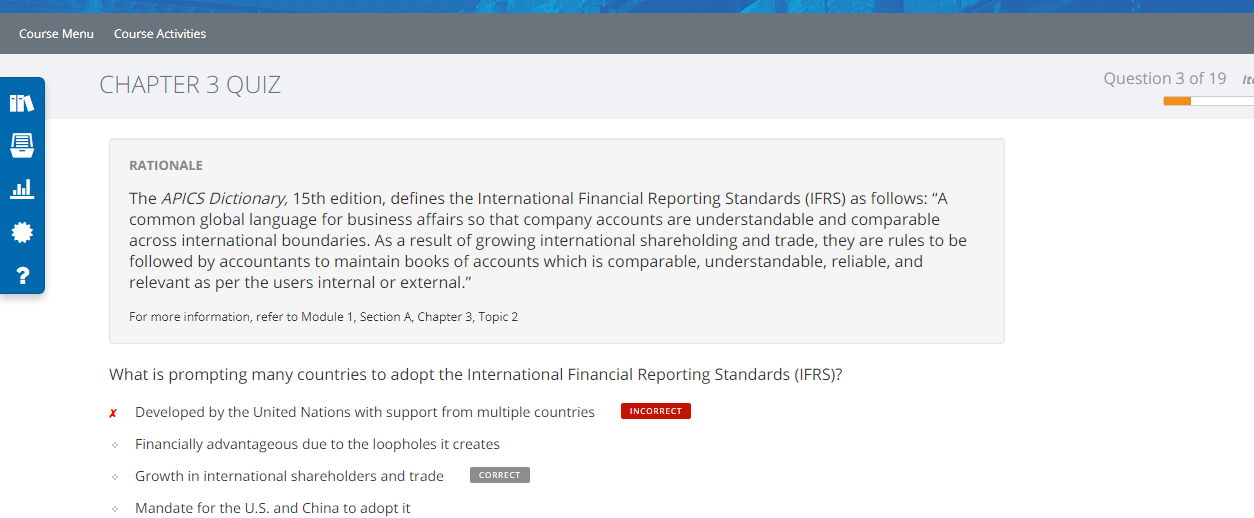 Course Menu Course Activities
CHAPTER 3 QUIZ
Question 3 of 19
RATIONALE
The APICS Dictionary, 15th edition, defines the International Financial Reporting Standards (IFRS) as follows: “A
common global language for business affairs so that company accounts are understandable and comparable
across international boundaries. As a result of growing international shareholding and trade, they are rules to be
followed by accountants to maintain books of accounts which is comparable, understandable, reliable, and
relevant as per the users internal or external.”
For more information, refer to Module 1, Section A, Chapter 3, Topic 2
What is prompting many countries to adopt the International Financial Reporting Standards (IFRS)?
✗ Developed by the United Nations with support from multiple countries INCORRECT
Financially advantageous due to the loopholes it creates
Growth in international shareholders and trade CORRECT
Mandate for the U.S. and China to adopt it